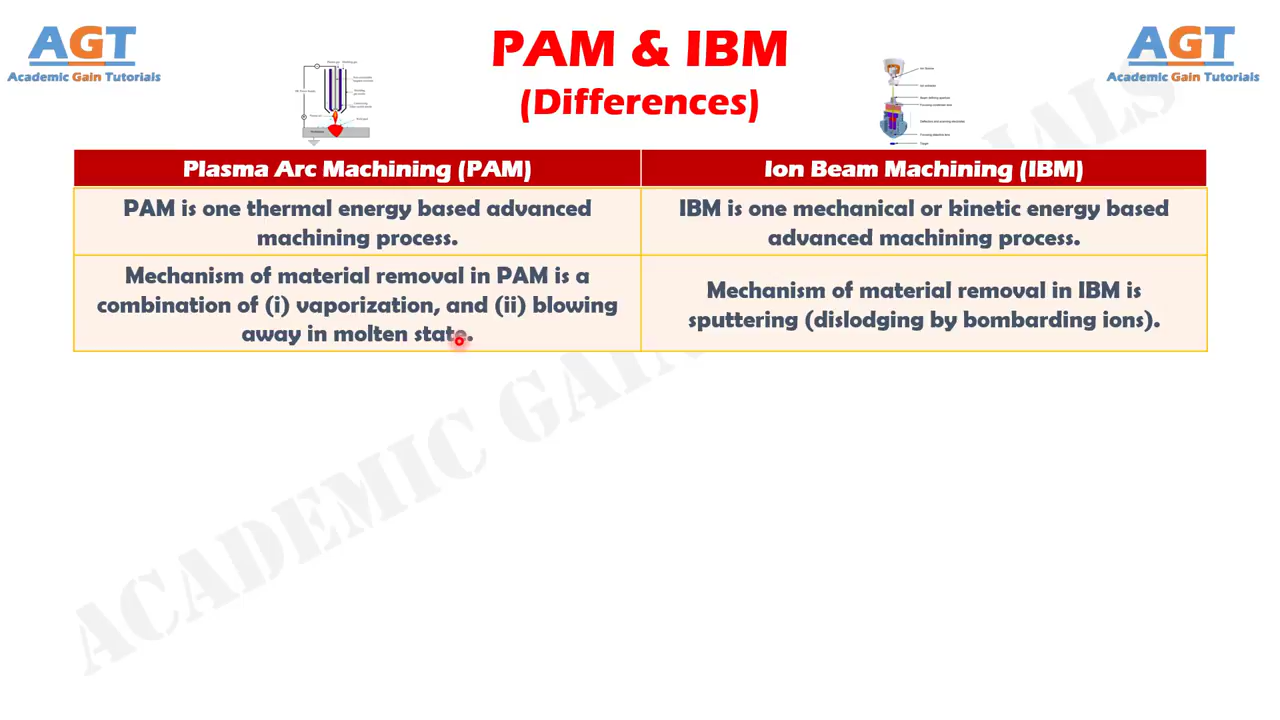 AGT
Academic Gain Tutorials
PAM & IBM
(Differences)
AGT
Academic Gain Tutorials
Plasma Arc Machining (PAM)
Ion Beam Machining (IBM)
PAM is one thermal energy based advanced
machining process.
IBM is one mechanical or kinetic energy based
advanced machining process.
Mechanism of material removal in PAM is a
combination of (i) vaporization, and (ii) blowing
away in molten state.
Mechanism of material removal in IBM is
sputtering (dislodging by bombarding ions).
ACADEMIC GAIN TUTORIALS